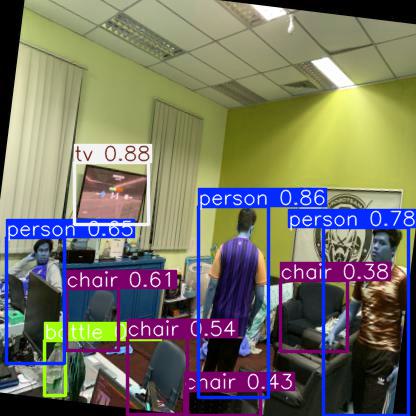 tv 0.88
person 0.86
person 0.78
person 0.65
chair 0.38
chair 0.61
bottle
chair 0.54
chair 0.43